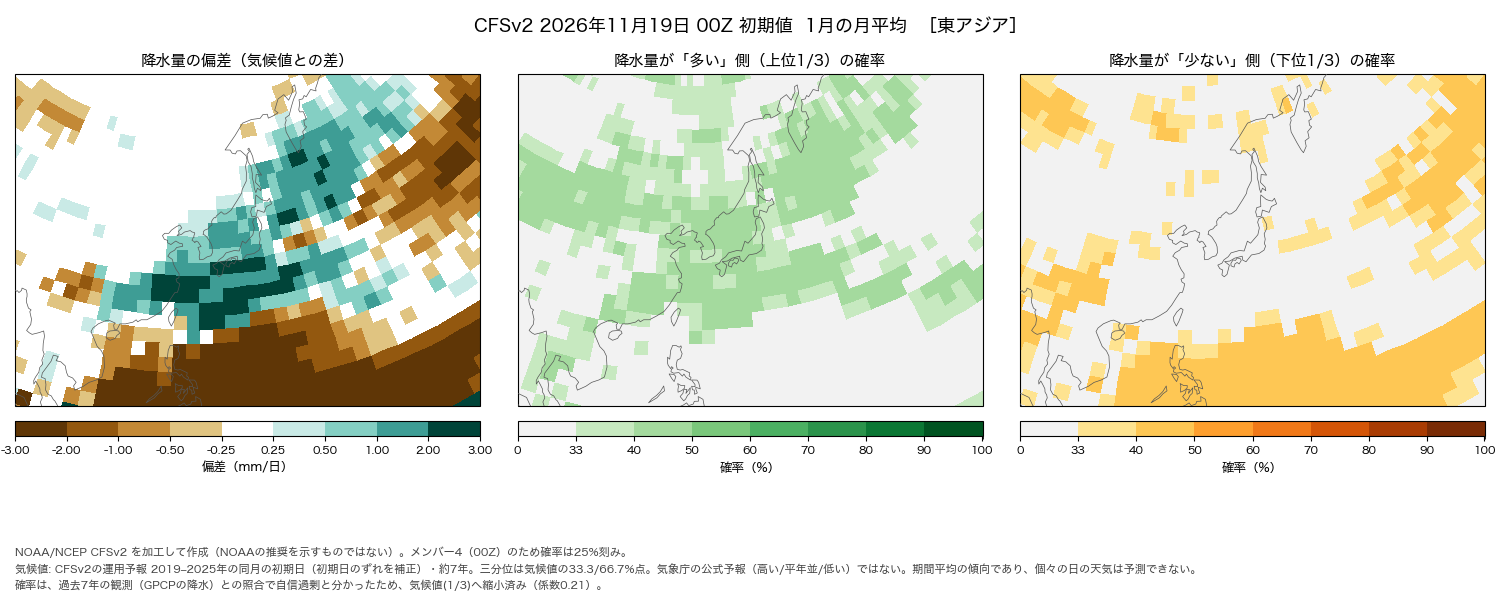 CFSv2 2026年11月19日 00Z 初期値 1月の月平均 ［東アジア］
降水量の偏差（気候値との差）
降水量が「多い」側（上位1/3）の確率
降水量が「少ない」側（下位1/3）の確率
-3.00 -2.00 -1.00 -0.50 -0.25 0.25 0.50 1.00 2.00 3.00
偏差（mm/日）
0 33 40 50 60 70 80 90 100
確率（%）
0 33 40 50 60 70 80 90 100
確率（%）
NOAA/NCEP CFSv2 を加工して作成（NOAAの推奨を示すものではない）。メンバー4（00Z）のため確率は25%刻み。
気候値: CFSv2の運用予報 2019–2025年の同月の初期日（初期日のずれを補正）・約7年。三分位は気候値の33.3/66.7%点。気象庁の公式予報（高い/平年並/低い）ではない。期間平均の傾向であり、個々の日の天気は予測できない。
確率は、過去7年の観測（GPCPの降水）との照合で自信過剰と分かったため、気候値(1/3)へ縮小済み（係数0.21）。